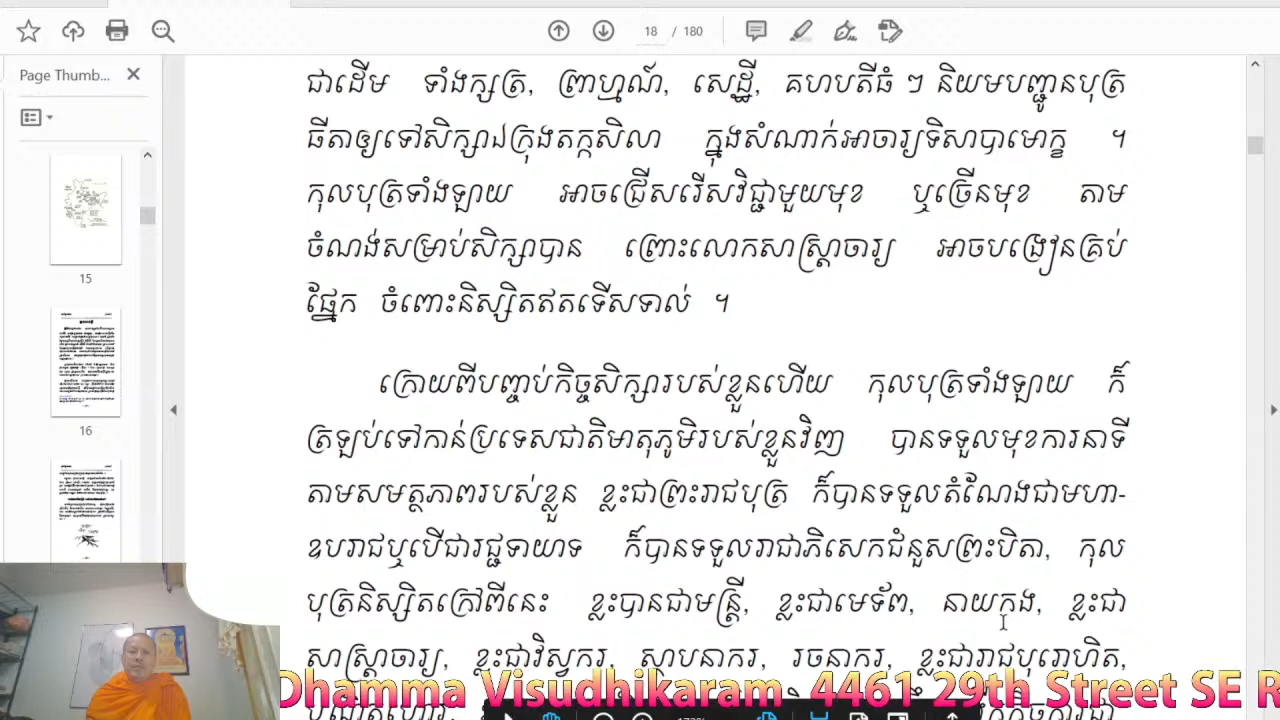 18 / 180
Page Thumb...
15
16
ជាដើម ទាំងក្សត្រ, ព្រាហ្មណ៍, សេដ្ឋី, គហបតីធំ ៗ និយមបញ្ជូនបុត្រ
ធីតាឲ្យទៅសិក្សាឯក្រុងតក្កសិលា ក្នុងសំណាក់អាចារ្យទិសាបាមោក្ខ ។
កុលបុត្រទាំងឡាយ អាចជ្រើសរើសវិជ្ជាមួយមុខ ឬច្រើនមុខ តាម
ចំណង់សម្រាប់សិក្សាបាន ព្រោះលោកសាស្ត្រាចារ្យ អាចបង្រៀនគ្រប់
ផ្នែក ចំពោះនិស្សិតឥតទើសទាល់ ។
ក្រោយពីបញ្ចប់កិច្ចសិក្សារបស់ខ្លួនហើយ កុលបុត្រទាំងឡាយ ក៏
ត្រឡប់ទៅកាន់ប្រទេសជាតិមាតុភូមិរបស់ខ្លួនវិញ បានទទួលមុខការនាទី
តាមសមត្ថភាពរបស់ខ្លួន ខ្លះជាព្រះរាជបុត្រ ក៏បានទទួលតំណែងជាមហា-
ឧបរាជឬបើជារជ្ជទាយាទ ក៏បានទទួលរាជាភិសេកជំនួសព្រះបិតា, កុល
បុត្រនិស្សិតក្រៅពីនេះ ខ្លះបានជាមន្ត្រី, ខ្លះជាមេទ័ព, នាយកង, ខ្លះជា
សាស្ត្រាចារ្យ, ខ្លះជាវិស្វករ, ស្ថាបនាករ, រចនាករ, ខ្លះជារាជបុរោហិត,
Dhamma Visudhikaram 4461 29th Street SE R